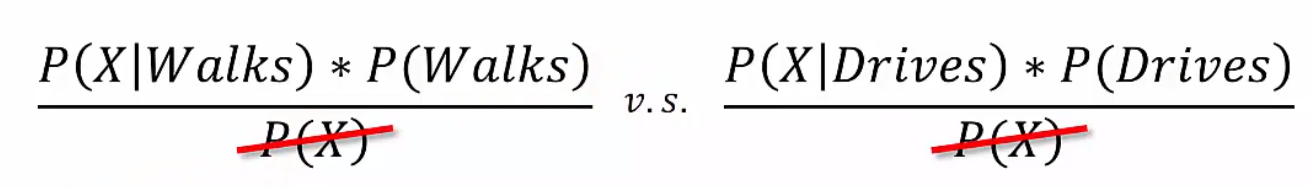 P(X|Walks) * P(Walks)
P(X)
v.s.
P(X|Drives) * P(Drives)
P(X)